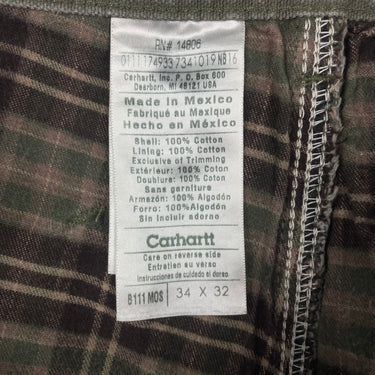 RN# 14806
01111749337341019NB16
Carhartt, Inc. P.O. Box 600
Dearborn, MI 48121 USA
Made in Mexico
Fabriqué au Mexique
Hecho en México
Shell: 100% Cotton
Lining: 100% Cotton
Exclusive of Trimming
Extérieur: 100% Coton
Doublure: 100% Coton
Sans garniture
Armazón: 100% Algodón
Forro: 100%Algodón
Sin incluir adorno
Carhartt
Care on reverse side
Entretien au verso
Instrucciones de cuidado al dorso
B111 MOS 34 X 32